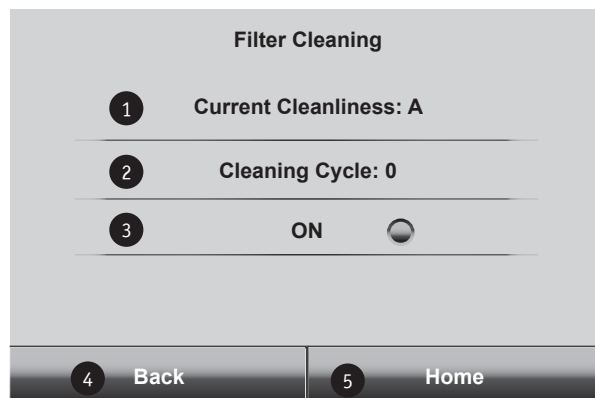 Filter Cleaning
1 Current Cleanliness: A
2 Cleaning Cycle: 0
3 ON
4 Back 5 Home